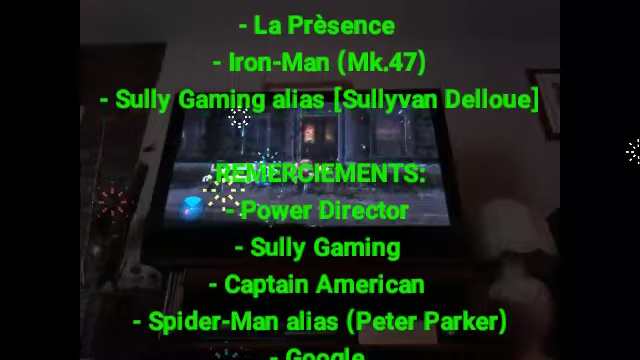 - La Prèsence
- Iron-Man (Mk.47)
- Sully Gaming alias [Sullyvan Delloue]
REMERCIEMENTS:
- Power Director
- Sully Gaming
- Captain American
- Spider-Man alias (Peter Parker)
- Google